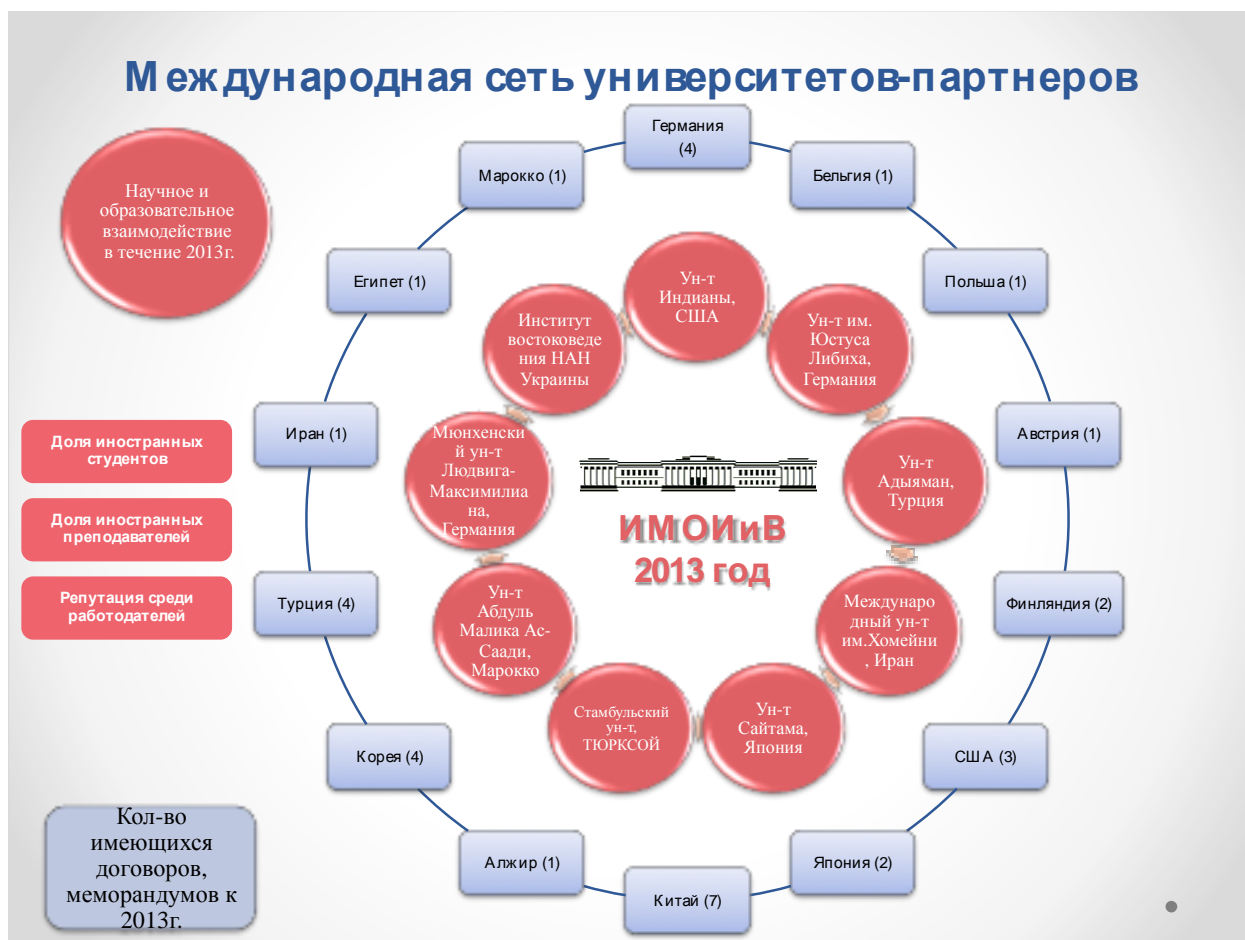 Международная сеть университетов-партнеров
Научное и
образовательное
взаимодействие
в течение 2013г.
Германия
(4)
Марокко (1)
Бельгия (1)
Египет (1)
Польша (1)
Иран (1)
Австрия (1)
Турция (4)
Финляндия (2)
Корея (4)
США (3)
Алжир (1)
Япония (2)
Китай (7)
Ун-т
Индианы,
США
Институт
востоковеде
ния НАН
Украины
Ун-т им.
Юстуса
Либиха,
Германия
Мюнхенски
й ун-т
Людвига-
Максимилиа
на,
Германия
Ун-т
Адыяман,
Турция
Ун-т
Абдуль
Малика Ас-
Саади,
Марокко
Междунаро
дный ун-т
им.Хомейни
, Иран
Стамбульский
ун-т,
ТЮРКСОЙ
Ун-т
Сайтама,
Япония
ИМОИиВ
2013 год
Доля иностранных
студентов
Доля иностранных
преподавателей
Репутация среди
работодателей
Кол-во
имеющихся
договоров,
меморандумов к
2013г.